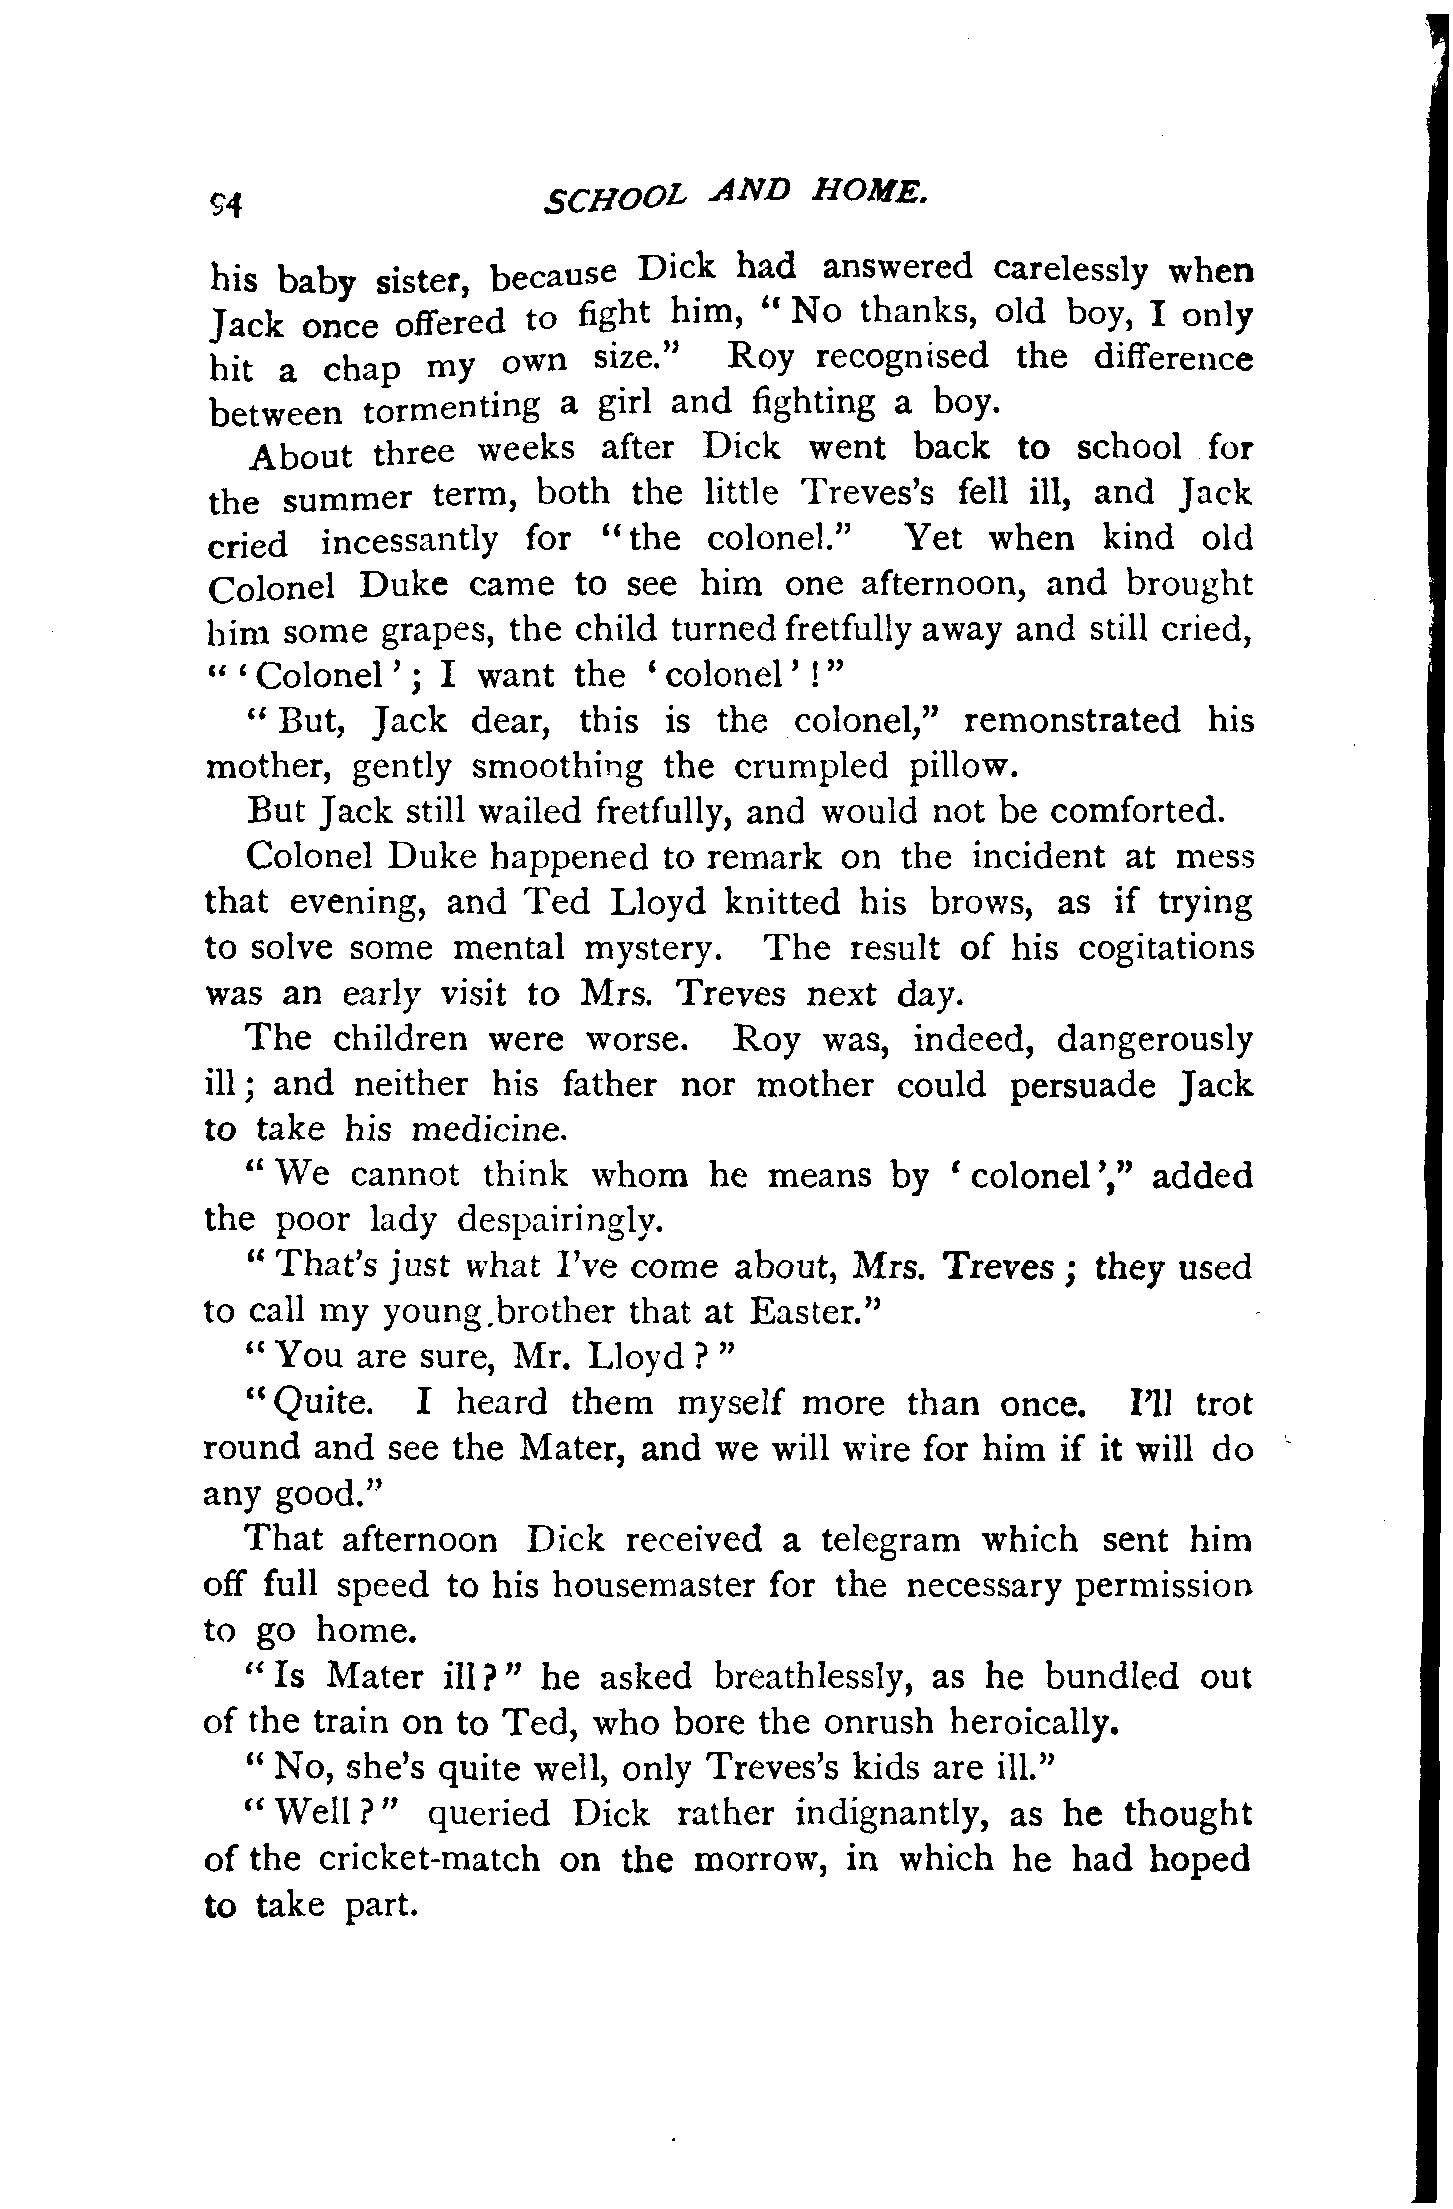 94 SCHOOL AND HOME.
his baby sister, because Dick had answered carelessly when
Jack once offered to fight him, “ No thanks, old boy, I only
hit a chap my own size.” Roy recognised the difference
between tormenting a girl and fighting a boy.
About three weeks after Dick went back to school for
the summer term, both the little Treves’s fell ill, and Jack
cried incessantly for “the colonel.” Yet when kind old
Colonel Duke came to see him one afternoon, and brought
him some grapes, the child turned fretfully away and still cried,
“ ‘Colonel’; I want the ‘colonel’!”
“ But, Jack dear, this is the colonel,” remonstrated his
mother, gently smoothing the crumpled pillow.
But Jack still wailed fretfully, and would not be comforted.
Colonel Duke happened to remark on the incident at mess
that evening, and Ted Lloyd knitted his brows, as if trying
to solve some mental mystery. The result of his cogitations
was an early visit to Mrs. Treves next day.
The children were worse. Roy was, indeed, dangerously
ill; and neither his father nor mother could persuade Jack
to take his medicine.
“ We cannot think whom he means by ‘colonel’,” added
the poor lady despairingly.
“ That’s just what I’ve come about, Mrs. Treves; they used
to call my young brother that at Easter.”
“ You are sure, Mr. Lloyd?”
“Quite. I heard them myself more than once. I’ll trot
round and see the Mater, and we will wire for him if it will do
any good.”
That afternoon Dick received a telegram which sent him
off full speed to his housemaster for the necessary permission
to go home.
“ Is Mater ill?” he asked breathlessly, as he bundled out
of the train on to Ted, who bore the onrush heroically.
“ No, she’s quite well, only Treves’s kids are ill.”
“ Well?” queried Dick rather indignantly, as he thought
of the cricket-match on the morrow, in which he had hoped
to take part.